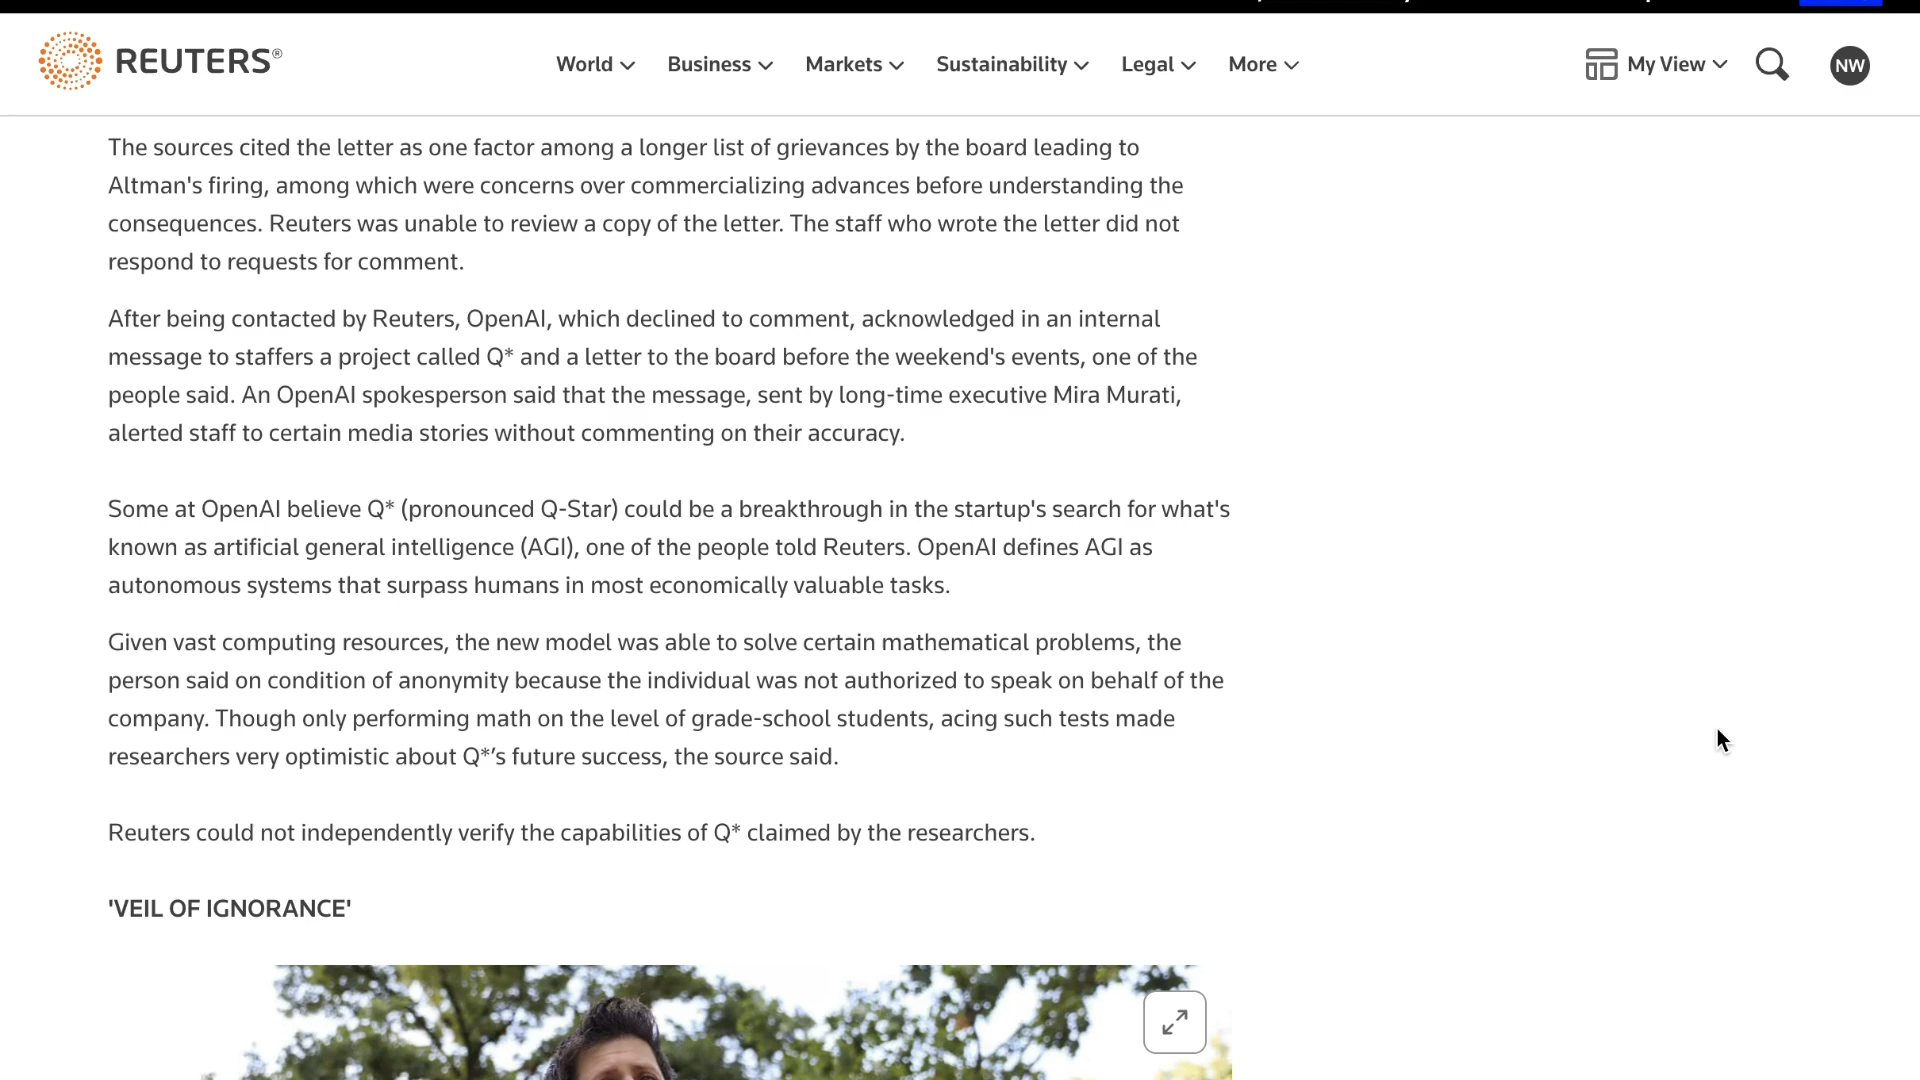 REUTERS®
World
Business
Markets
Sustainability
Legal
More
My View
NW
The sources cited the letter as one factor among a longer list of grievances by the board leading to
Altman's firing, among which were concerns over commercializing advances before understanding the
consequences. Reuters was unable to review a copy of the letter. The staff who wrote the letter did not
respond to requests for comment.
After being contacted by Reuters, OpenAI, which declined to comment, acknowledged in an internal
message to staffers a project called Q* and a letter to the board before the weekend's events, one of the
people said. An OpenAI spokesperson said that the message, sent by long-time executive Mira Murati,
alerted staff to certain media stories without commenting on their accuracy.
Some at OpenAI believe Q* (pronounced Q-Star) could be a breakthrough in the startup's search for what's
known as artificial general intelligence (AGI), one of the people told Reuters. OpenAI defines AGI as
autonomous systems that surpass humans in most economically valuable tasks.
Given vast computing resources, the new model was able to solve certain mathematical problems, the
person said on condition of anonymity because the individual was not authorized to speak on behalf of the
company. Though only performing math on the level of grade-school students, acing such tests made
researchers very optimistic about Q*’s future success, the source said.
Reuters could not independently verify the capabilities of Q* claimed by the researchers.
'VEIL OF IGNORANCE'